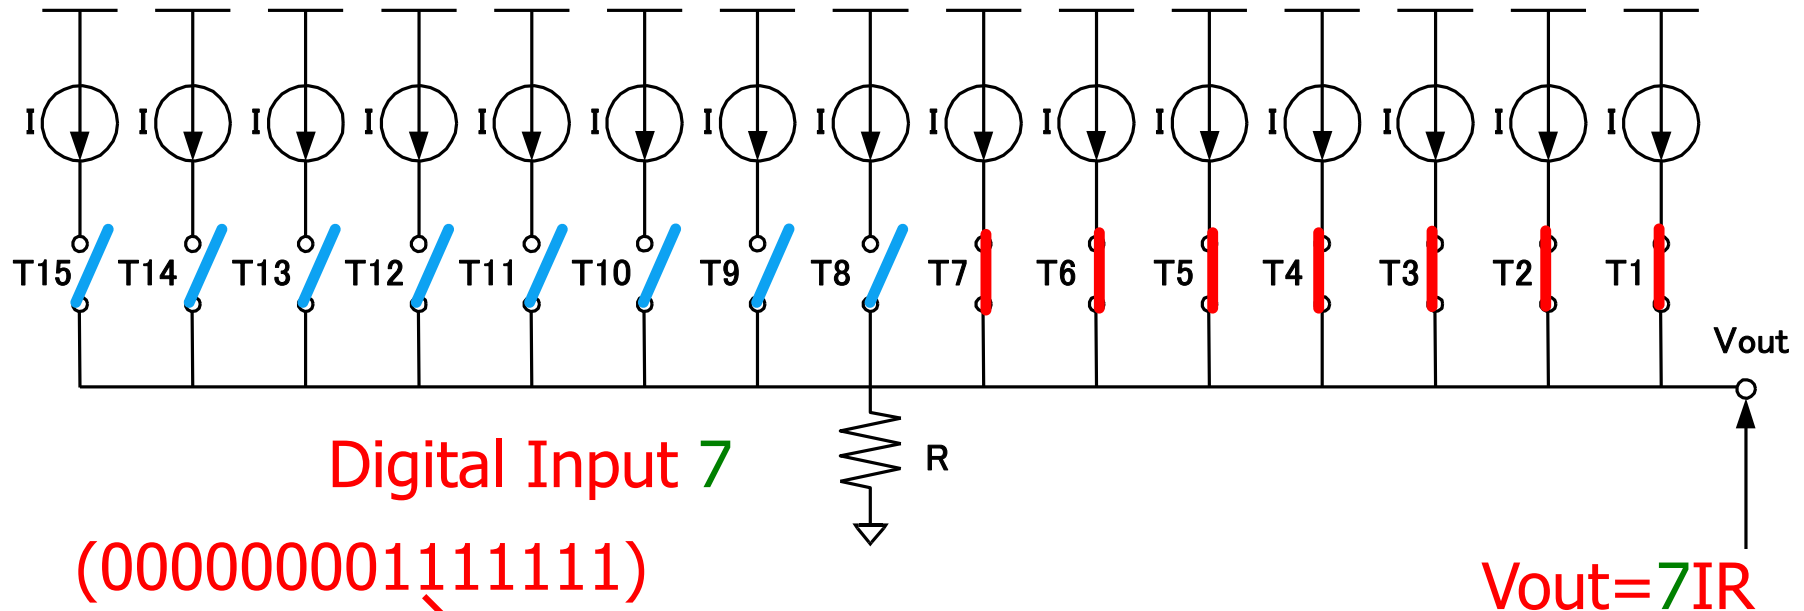 I I I I I I I I I I I I I I I
T15 T14 T13 T12 T11 T10 T9 T8 T7 T6 T5 T4 T3 T2 T1
Vout
R
Digital Input 7
(000000001111111)
Vout=7IR